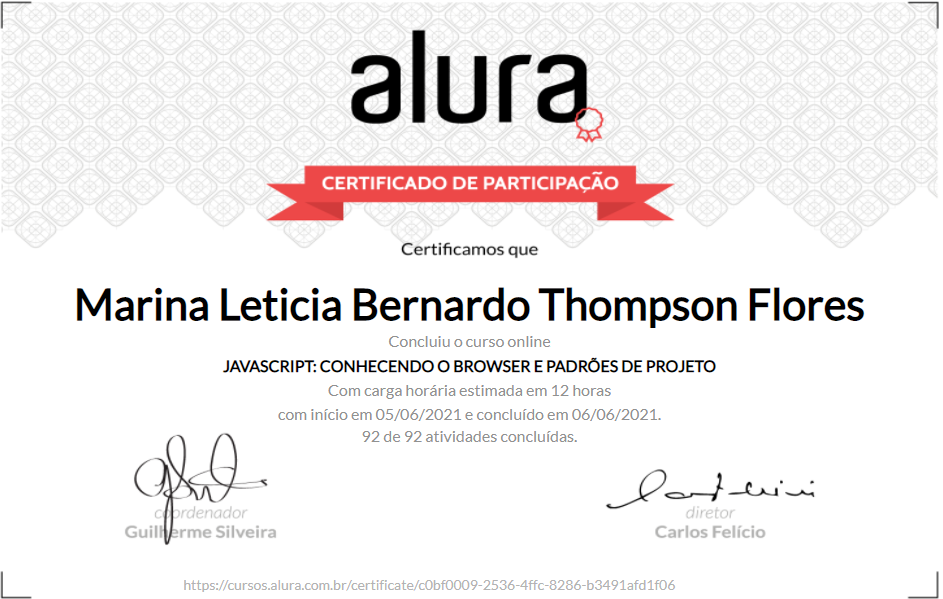 alura
CERTIFICADO DE PARTICIPAÇÃO
Certificamos que
Marina Leticia Bernardo Thompson Flores
Concluiu o curso online
JAVASCRIPT: CONHECENDO O BROWSER E PADRÕES DE PROJETO
Com carga horária estimada em 12 horas
com início em 05/06/2021 e concluído em 06/06/2021.
92 de 92 atividades concluídas.
coordenador
Guilherme Silveira
diretor
Carlos Felício
https://cursos.alura.com.br/certificate/c0bf0009-2536-4ffc-8286-b3491afd1f06